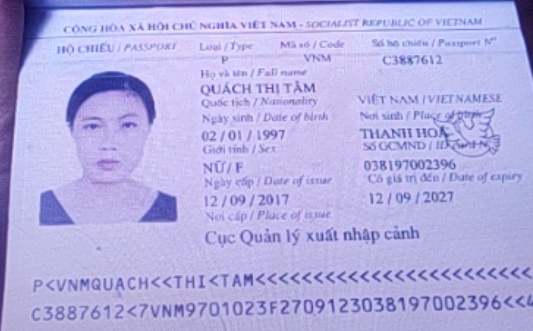 CỘNG HÒA XÃ HỘI CHỦ NGHĨA VIỆT NAM - SOCIALIST REPUBLIC OF VIETNAM
HỘ CHIẾU / PASSPORT Loại / Type Mã số / Code Số hộ chiếu / Passport Nº
P VNM C3887612
Họ và tên / Full name
QUÁCH THỊ TÂM
Quốc tịch / Nationality VIỆT NAM / VIETNAMESE
Ngày sinh / Date of birth Nơi sinh / Place of birth
02 / 01 / 1997 THANH HOÁ
Giới tính / Sex Số GCMND / ID card Nº
NỮ / F 038197002396
Ngày cấp / Date of issue Có giá trị đến / Date of expiry
12 / 09 / 2017 12 / 09 / 2027
Nơi cấp / Place of issue
Cục Quản lý xuất nhập cảnh
P<VNMQUACH<<THI<TAM<<<<<<<<<<<<<<<<<<<<<<<<<
C3887612<7VNM9701023F2709123038197002396<<4